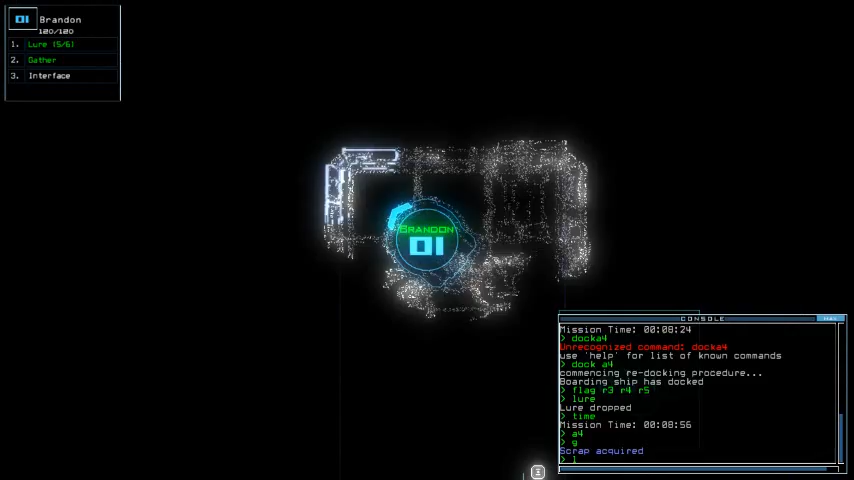 01 Brandon
120/120
1. Lure (5/6)
2. Gather
3. Interface
BRANDON
01
CONSOLE
Mission Time: 00:08:24
> docka4
Unrecognized command: docka4
use 'help' for list of known commands
> dock a4
commencing re-docking procedure...
Boarding ship has docked
> flag r3 r4 r5
> lure
Lure dropped
> time
Mission Time: 00:08:56
> a4
> g
Scrap acquired
> l